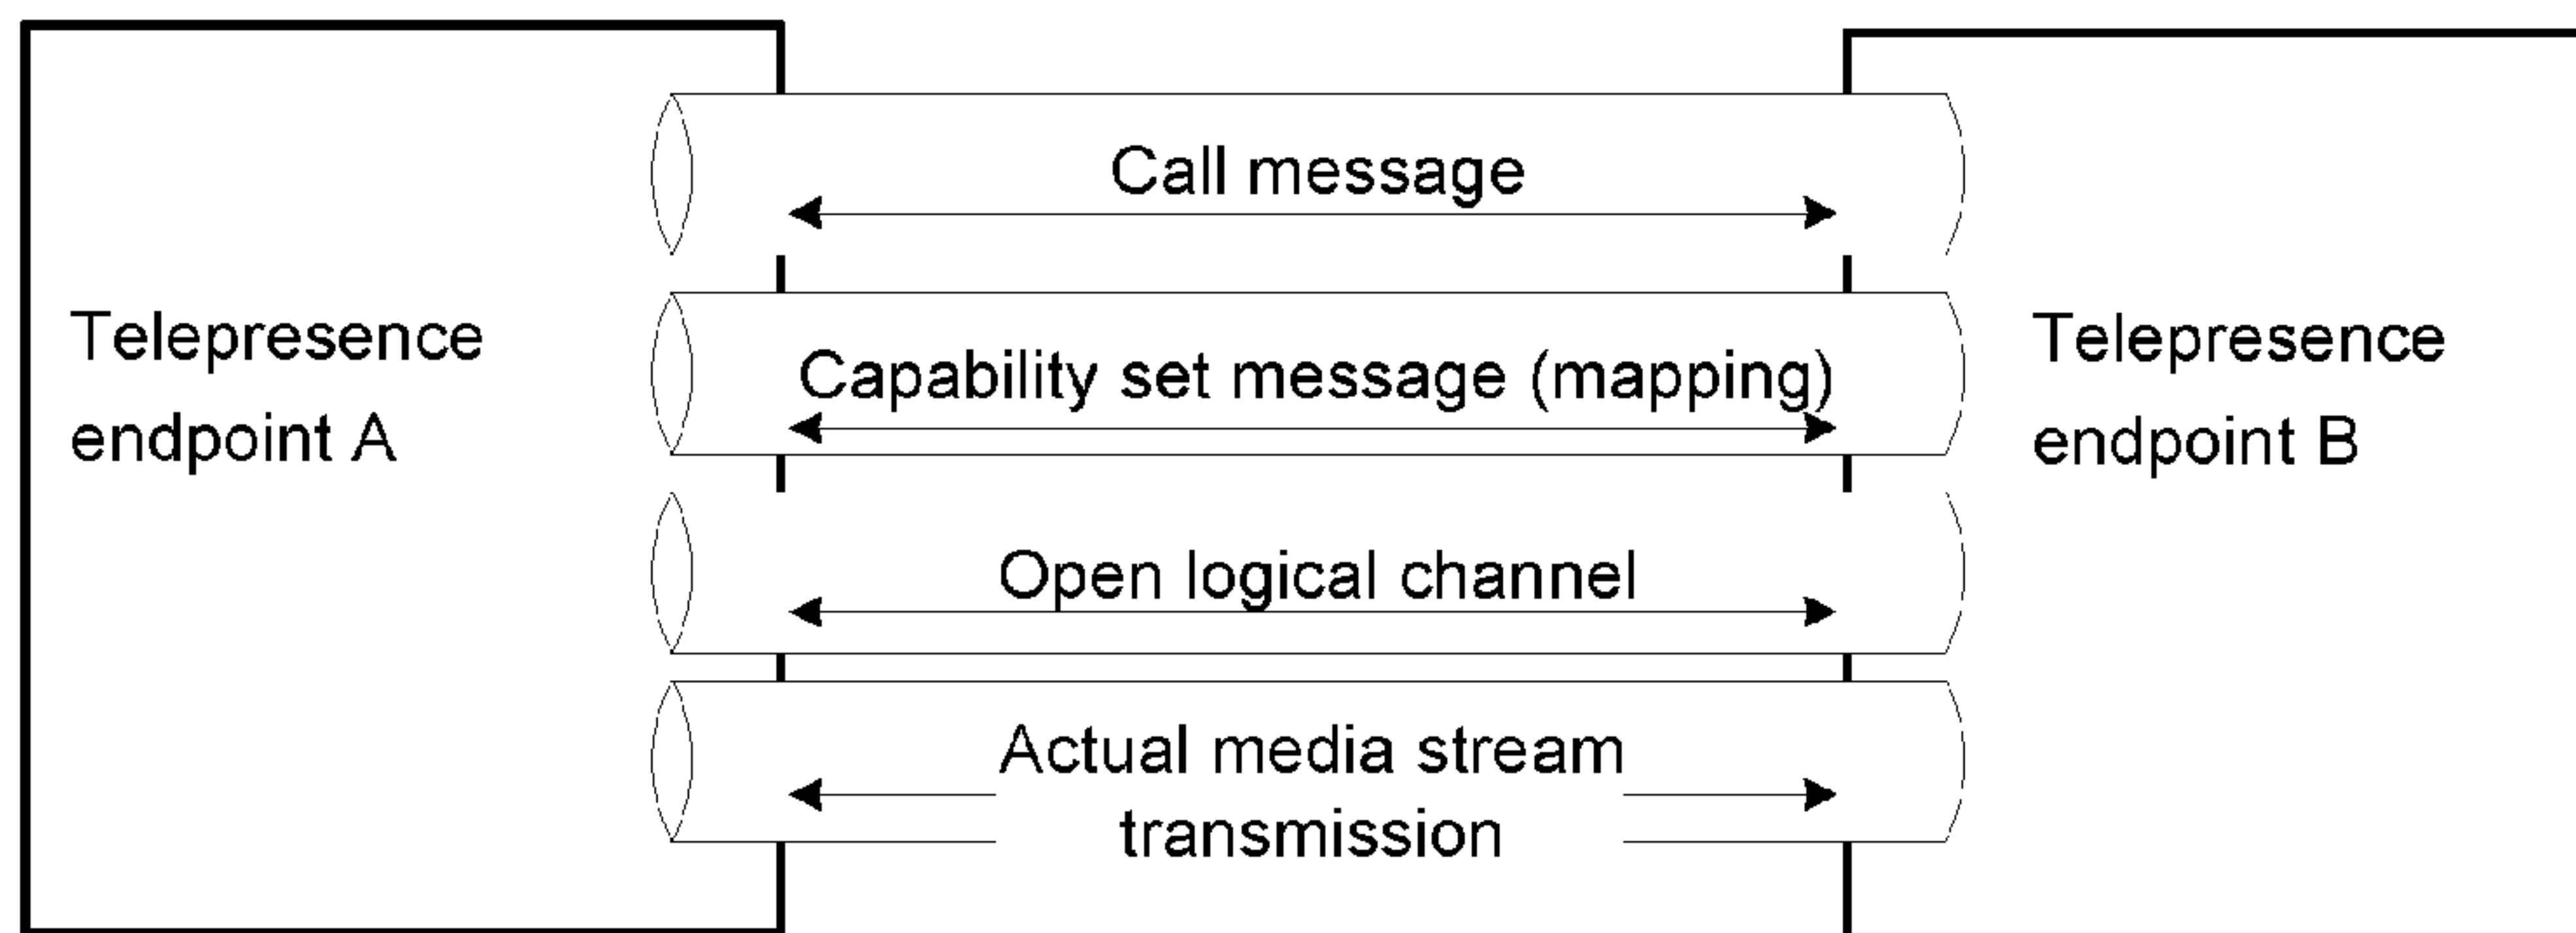 Call message
Telepresence
endpoint A
Capability set message (mapping)
Telepresence
endpoint B
Open logical channel
Actual media stream
transmission